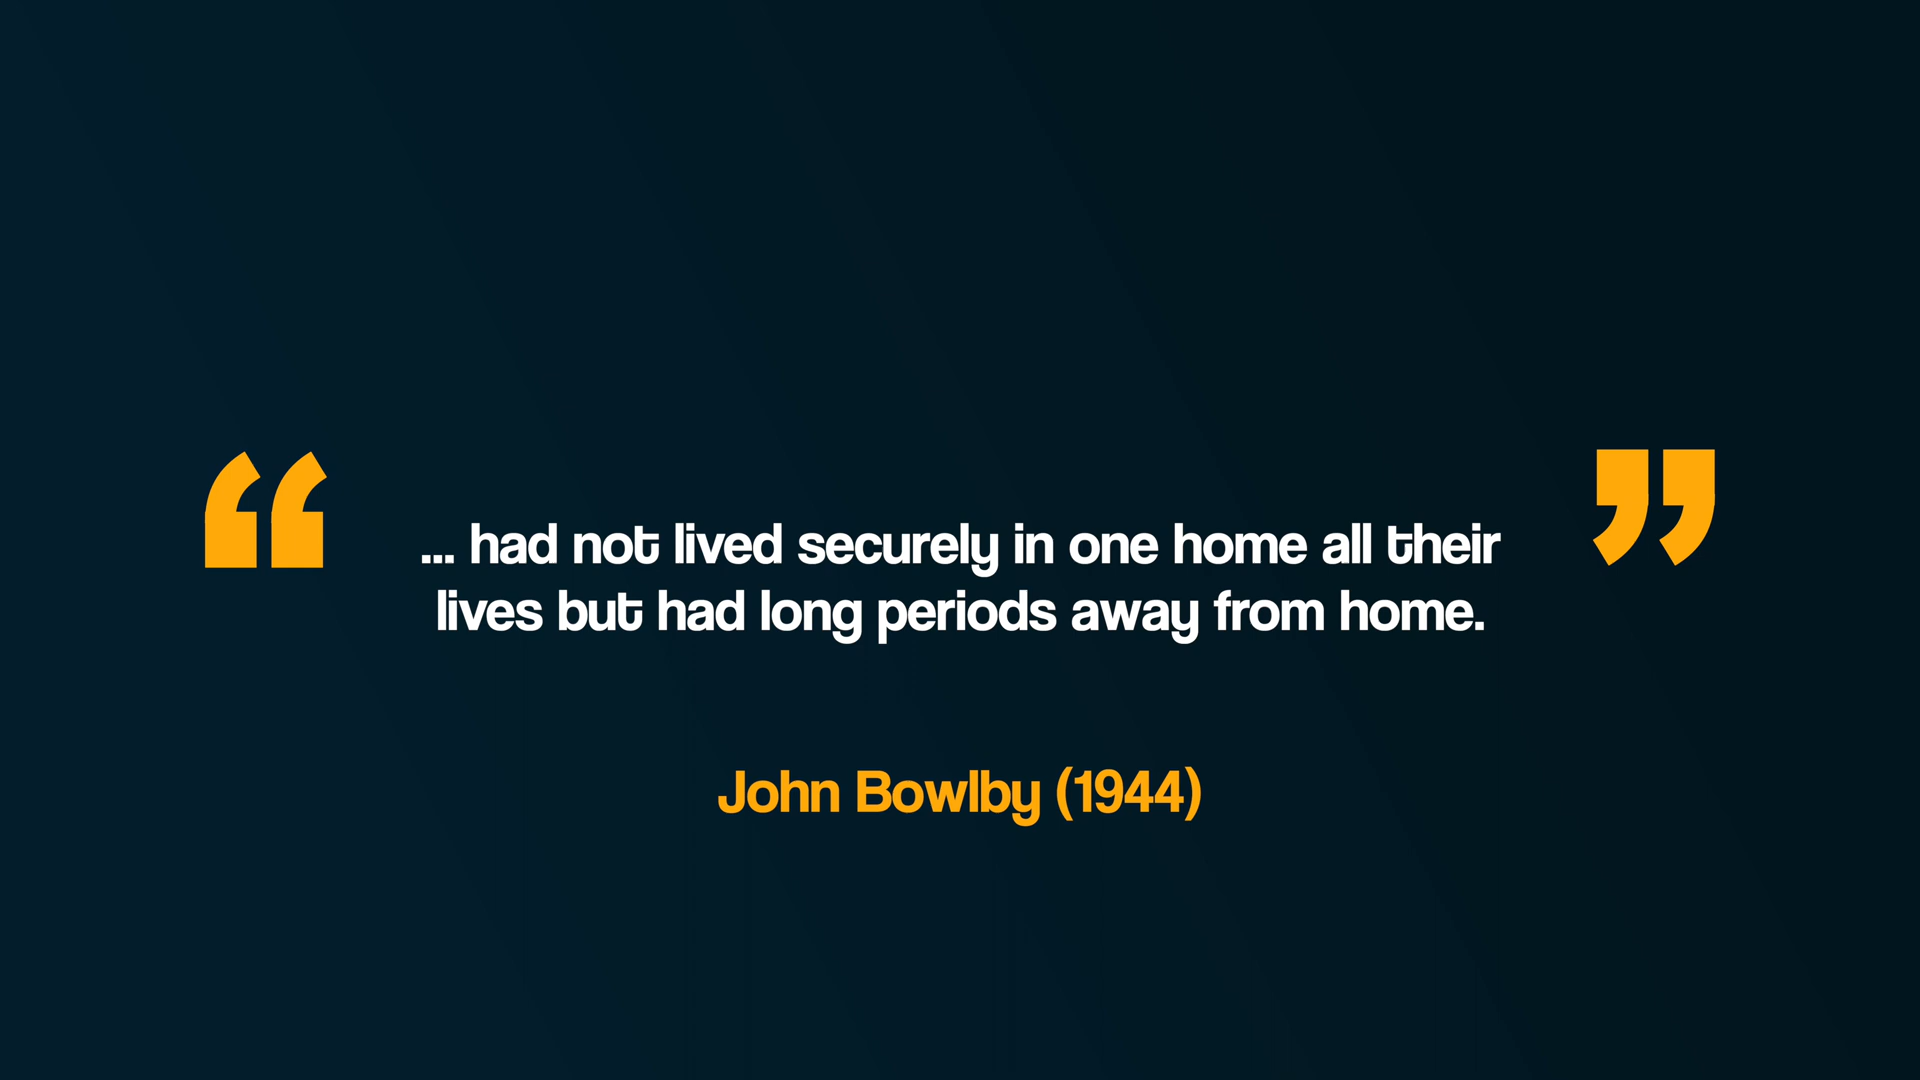 “ ... had not lived securely in one home all their ”
lives but had long periods away from home.
John Bowlby (1944)